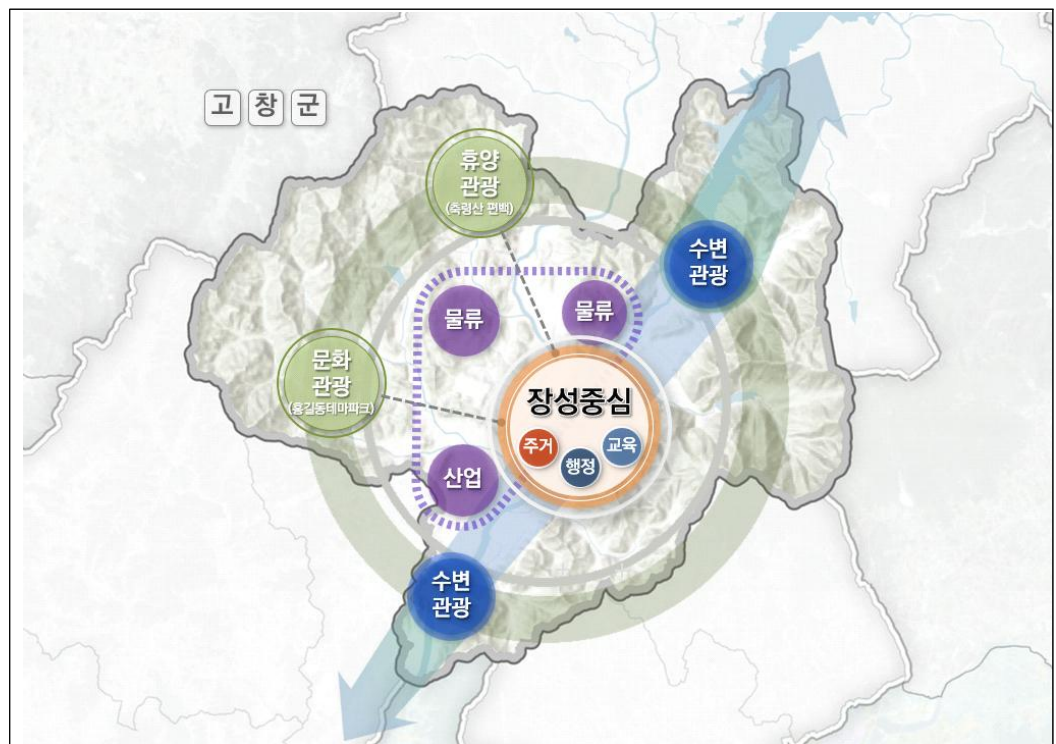 고창군
휴양
관광
(축령산 편백)
수변
관광
물류
물류
문화
관광
(홍길동테마파크)
장성중심
주거
행정
교육
산업
수변
관광